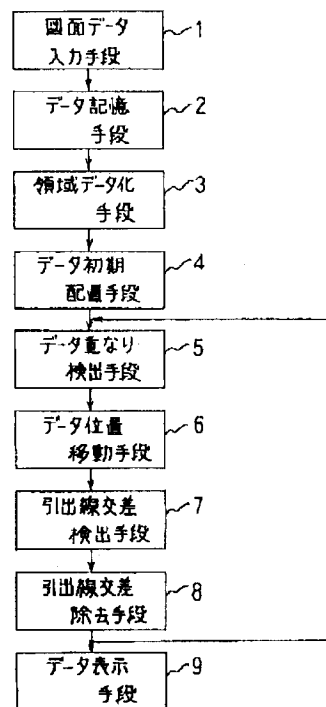 図面データ
入力手段
1
データ記憶
手段
2
領域データ化
手段
3
データ初期
配置手段
4
データ重なり
検出手段
5
データ位置
移動手段
6
引出線交差
検出手段
7
引出線交差
除去手段
8
データ表示
手段
9